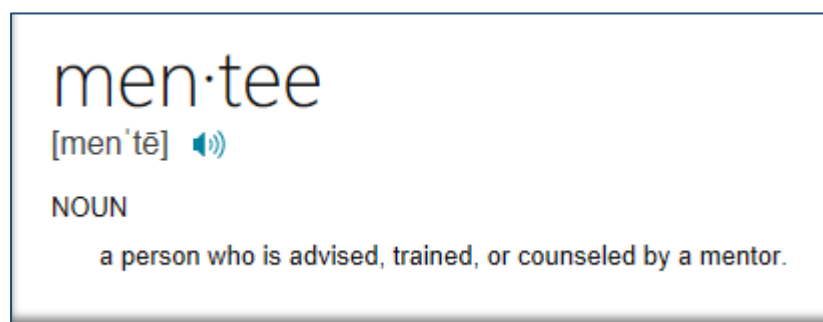 men·tee
[menˈtē]
NOUN
a person who is advised, trained, or counseled by a mentor.